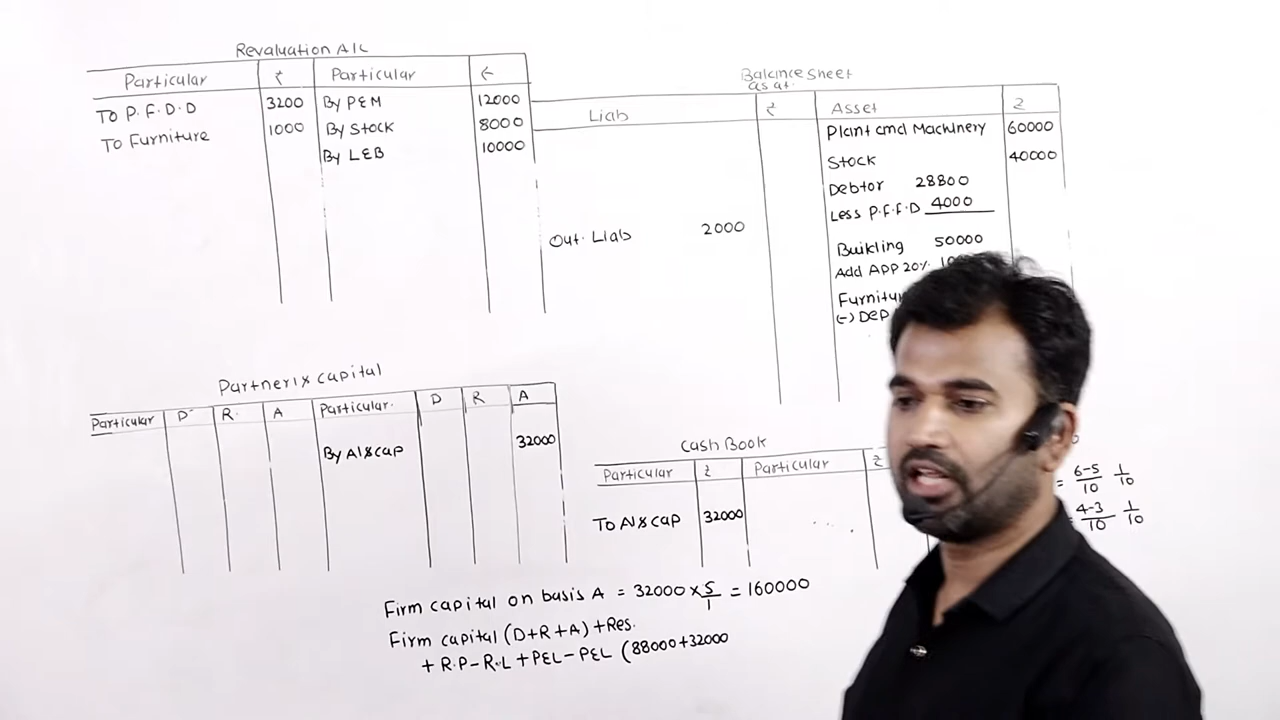 Revaluation A/C
Particular ₹ Particular ₹
To P.F.D.D 3200 By P&M 12000
To Furniture 1000 By Stock 8000
By L&B 10000
Balance Sheet
as at.
Liab ₹ Asset ₹
Plant and Machinery 60000
Stock 40000
Debtor 28800
Less P.F.F.D 4000
Out. Liab 2000
Building 50000
Add APP 20%
(-) Dep
Partner's capital
Particular D R A Particular. D R A
By A's cap 32000
Cash Book
Particular ₹ Particular ₹
To A's cap 32000
= 6-5/10 1/10
= 4-3/10 1/10
Firm capital on basis A = 32000 × 5/1 = 160000
Firm capital (D+R+A) + Res.
+ R.P - R.L + P&L - P&L (88000+32000